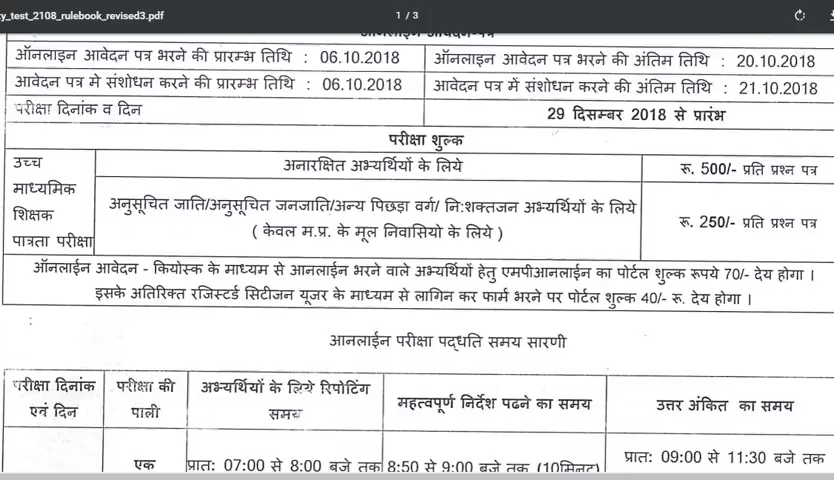 y_test_2108_rulebook_revised3.pdf
1 / 3
ऑनलाइन आवेदन पत्र भरने की प्रारम्भ तिथि : 06.10.2018
ऑनलाइन आवेदन पत्र भरने की अंतिम तिथि : 20.10.2018
आवेदन पत्र मे संशोधन करने की प्रारम्भ तिथि : 06.10.2018
आवेदन पत्र में संशोधन करने की अंतिम तिथि : 21.10.2018
परीक्षा दिनांक व दिन
29 दिसम्बर 2018 से प्रारंभ
परीक्षा शुल्क
उच्च
माध्यमिक
शिक्षक
पात्रता परीक्षा
अनारक्षित अभ्यर्थियों के लिये
रू. 500/- प्रति प्रश्न पत्र
अनुसूचित जाति/अनुसूचित जनजाति/अन्य पिछड़ा वर्ग/ नि:शक्तजन अभ्यर्थियों के लिये
( केवल म.प्र. के मूल निवासियो के लिये )
रू. 250/- प्रति प्रश्न पत्र
ऑनलाईन आवेदन - कियोस्क के माध्यम से आनलाईन भरने वाले अभ्यर्थियों हेतु एमपीआनलाईन का पोर्टल शुल्क रूपये 70/- देय होगा ।
इसके अतिरिक्त रजिस्टर्ड सिटीजन यूजर के माध्यम से लागिन कर फार्म भरने पर पोर्टल शुल्क 40/- रू. देय होगा ।
आनलाईन परीक्षा पद्धति समय सारणी
परीक्षा दिनांक
एवं दिन
परीक्षा की
पाली
अभ्यर्थियों के लिये रिपोर्टिंग
समय
महत्वपूर्ण निर्देश पढने का समय
उत्तर अंकित का समय
एक
प्रात: 07:00 से 8:00 बजे तक
8:50 से 9:00 बजे तक (10मिनट)
प्रात: 09:00 से 11:30 बजे तक